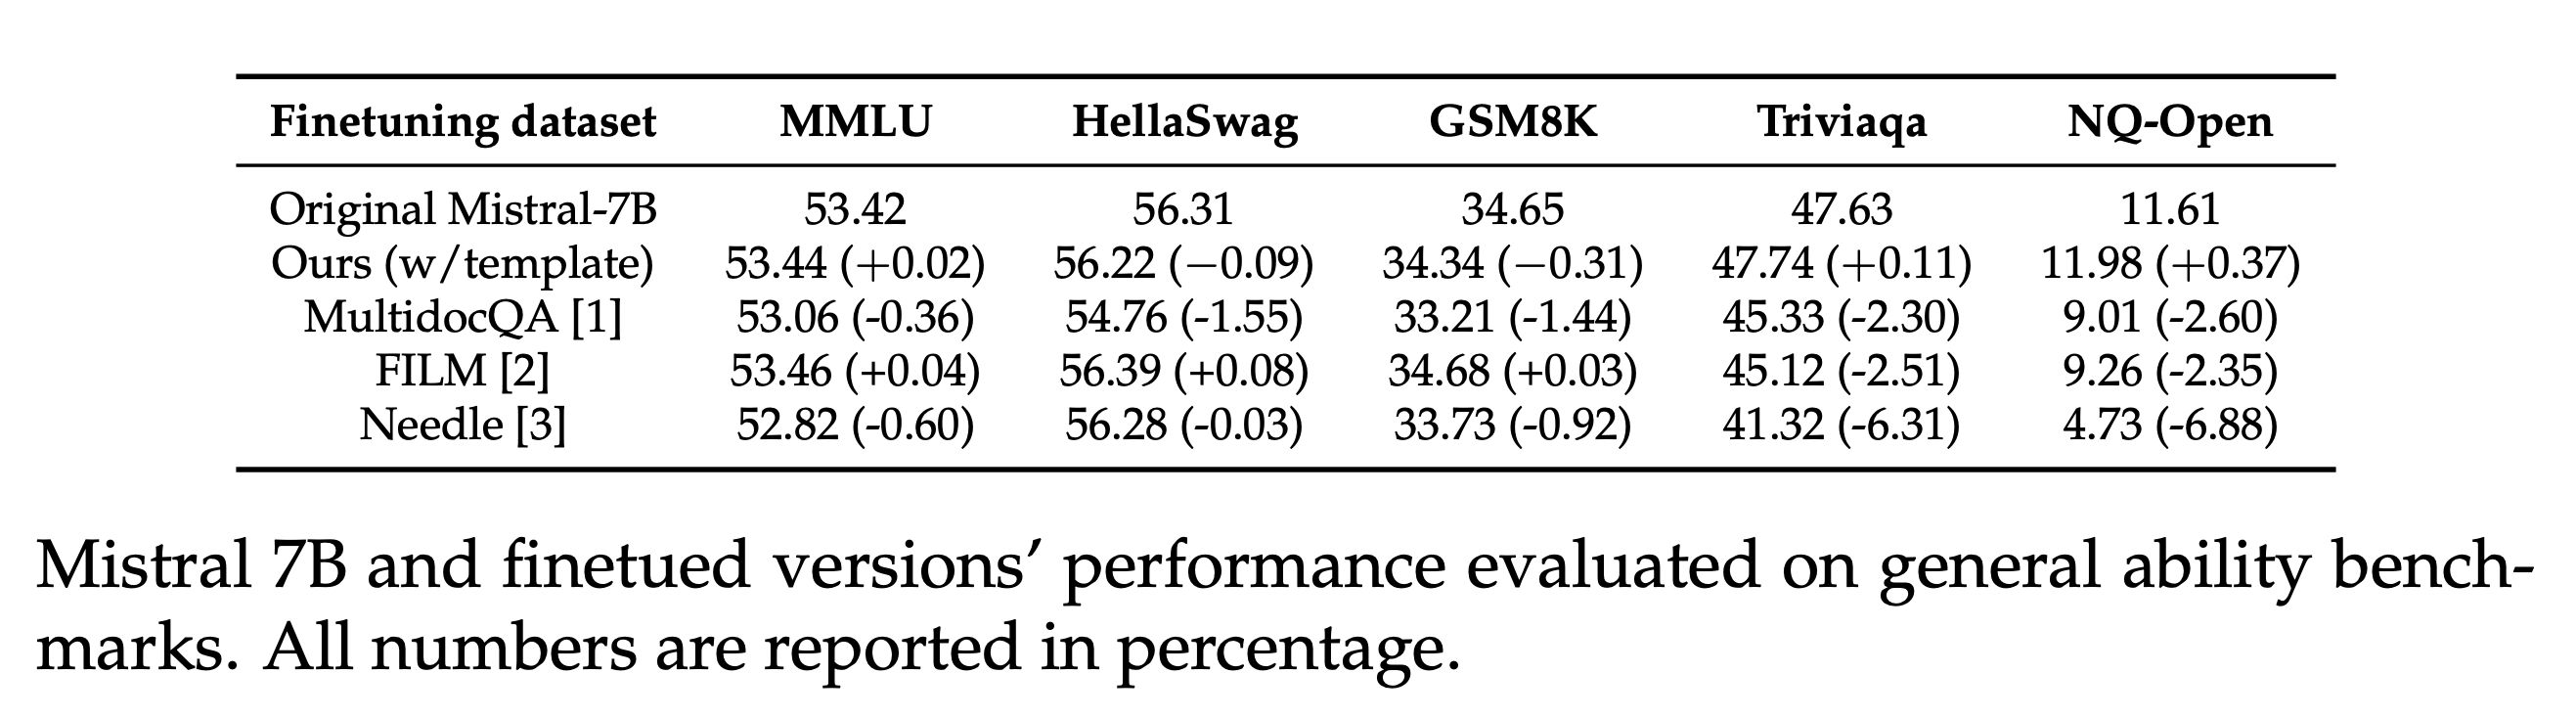 Finetuning dataset MMLU HellaSwag GSM8K Triviaqa NQ-Open
Original Mistral-7B 53.42 56.31 34.65 47.63 11.61
Ours (w/template) 53.44 (+0.02) 56.22 (−0.09) 34.34 (−0.31) 47.74 (+0.11) 11.98 (+0.37)
MultidocQA [1] 53.06 (-0.36) 54.76 (-1.55) 33.21 (-1.44) 45.33 (-2.30) 9.01 (-2.60)
FILM [2] 53.46 (+0.04) 56.39 (+0.08) 34.68 (+0.03) 45.12 (-2.51) 9.26 (-2.35)
Needle [3] 52.82 (-0.60) 56.28 (-0.03) 33.73 (-0.92) 41.32 (-6.31) 4.73 (-6.88)
Mistral 7B and finetued versions’ performance evaluated on general ability bench-
marks. All numbers are reported in percentage.